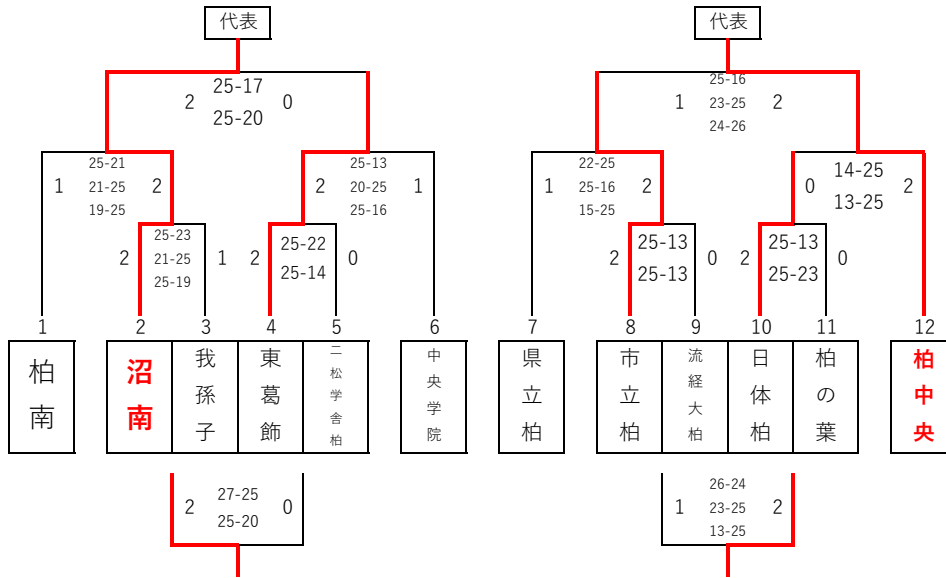 代表
代表
25-17
2 0
25-20
25-16
1 23-25 2
24-26
25-21
1 21-25 2
19-25
25-13
2 20-25 1
25-16
22-25
1 25-16 2
15-25
14-25
0 2
13-25
25-23
2 21-25 1
25-19
25-22
2 0
25-14
25-13
2 0
25-13
25-13
2 0
25-23
1 2 3 4 5 6 7 8 9 10 11 12
柏南
沼南
我孫子
東葛飾
二松学舎柏
中央学院
県立柏
市立柏
流経大柏
日体柏
柏の葉
柏中央
27-25
2 0
25-20
26-24
1 23-25 2
13-25